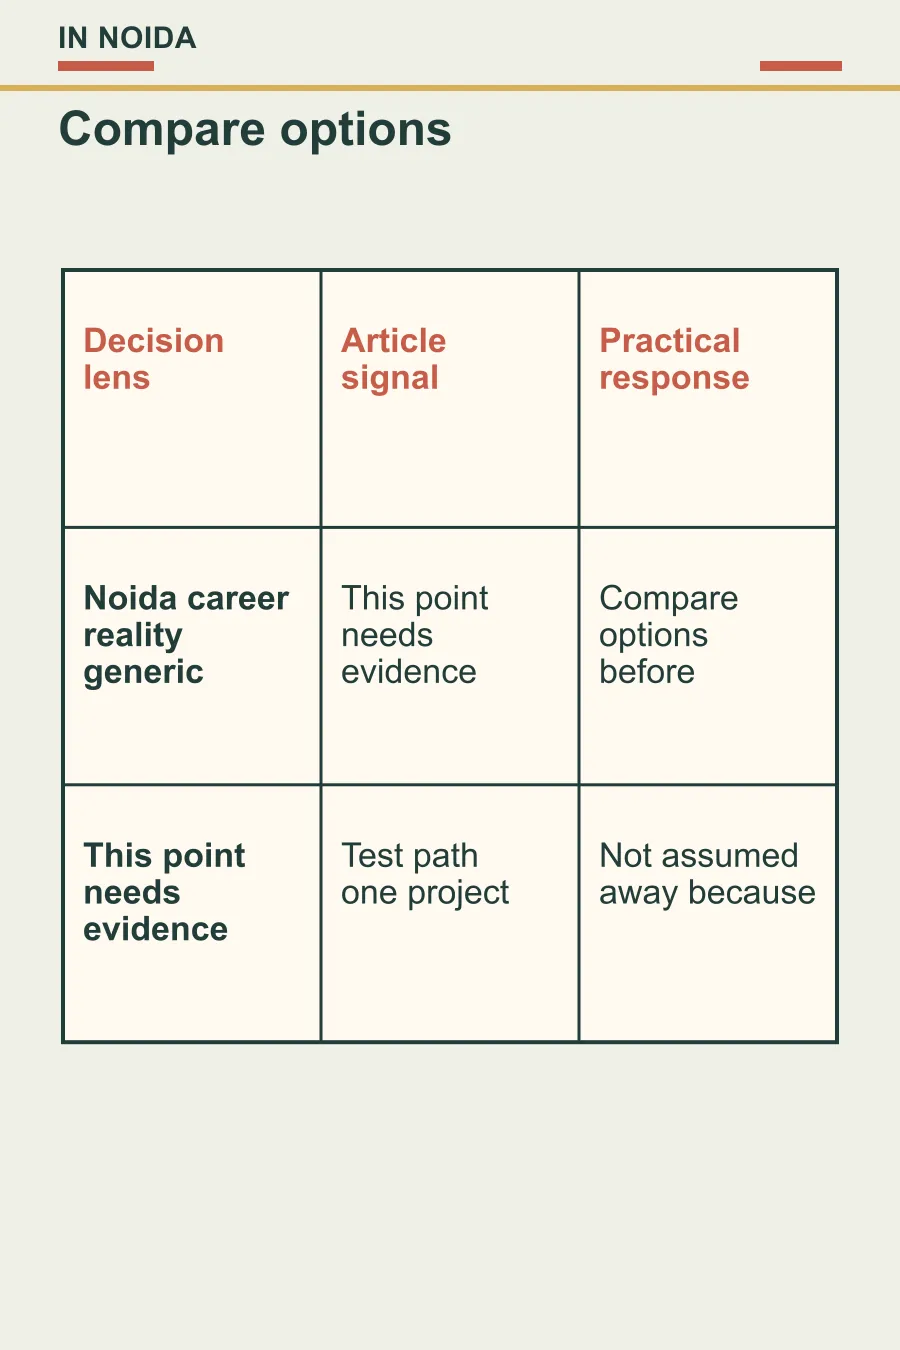 IN NOIDA
Compare options
Decision
lens
Article
signal
Practical
response
Noida career
reality
generic
This point
needs
evidence
Compare
options
before
This point
needs
evidence
Test path
one project
Not assumed
away because